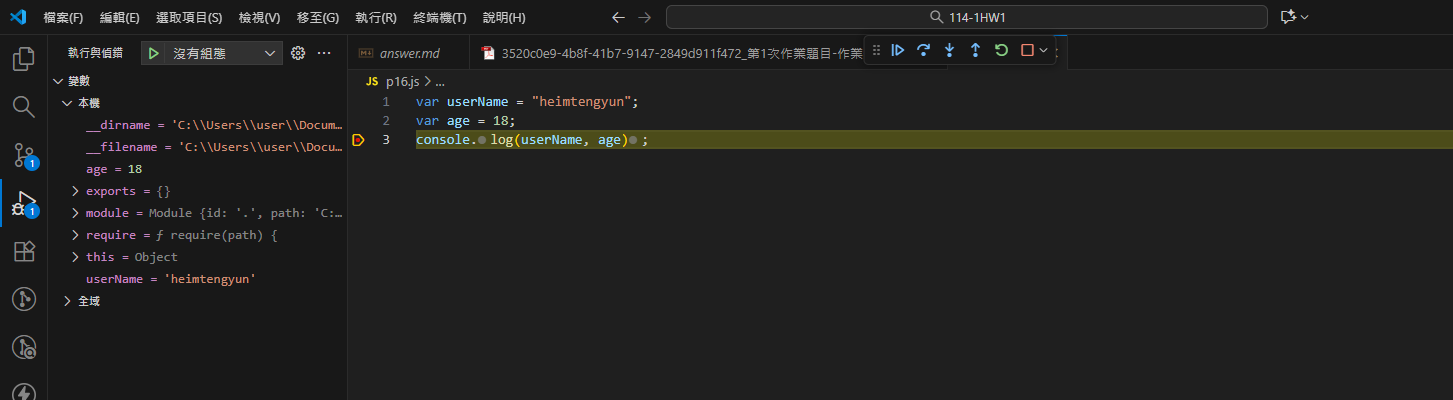 檔案(F) 編輯(E) 選取項目(S) 檢視(V) 移至(G) 執行(R) 終端機(T) 說明(H)
114-1HW1
執行與偵錯 沒有組態
answer.md
3520c0e9-4b8f-41b7-9147-2849d911f472_第1次作業題目-作業
變數
本機
__dirname = 'C:\\Users\\user\\Docum…
__filename = 'C:\\Users\\user\\Docu…
age = 18
exports = {}
module = Module {id: '.', path: 'C:…
require = ƒ require(path) {
this = Object
userName = 'heimtengyun'
全域
1
1
JS p16.js > ...
1 var userName = "heimtengyun";
2 var age = 18;
3 console. log(userName, age) ;